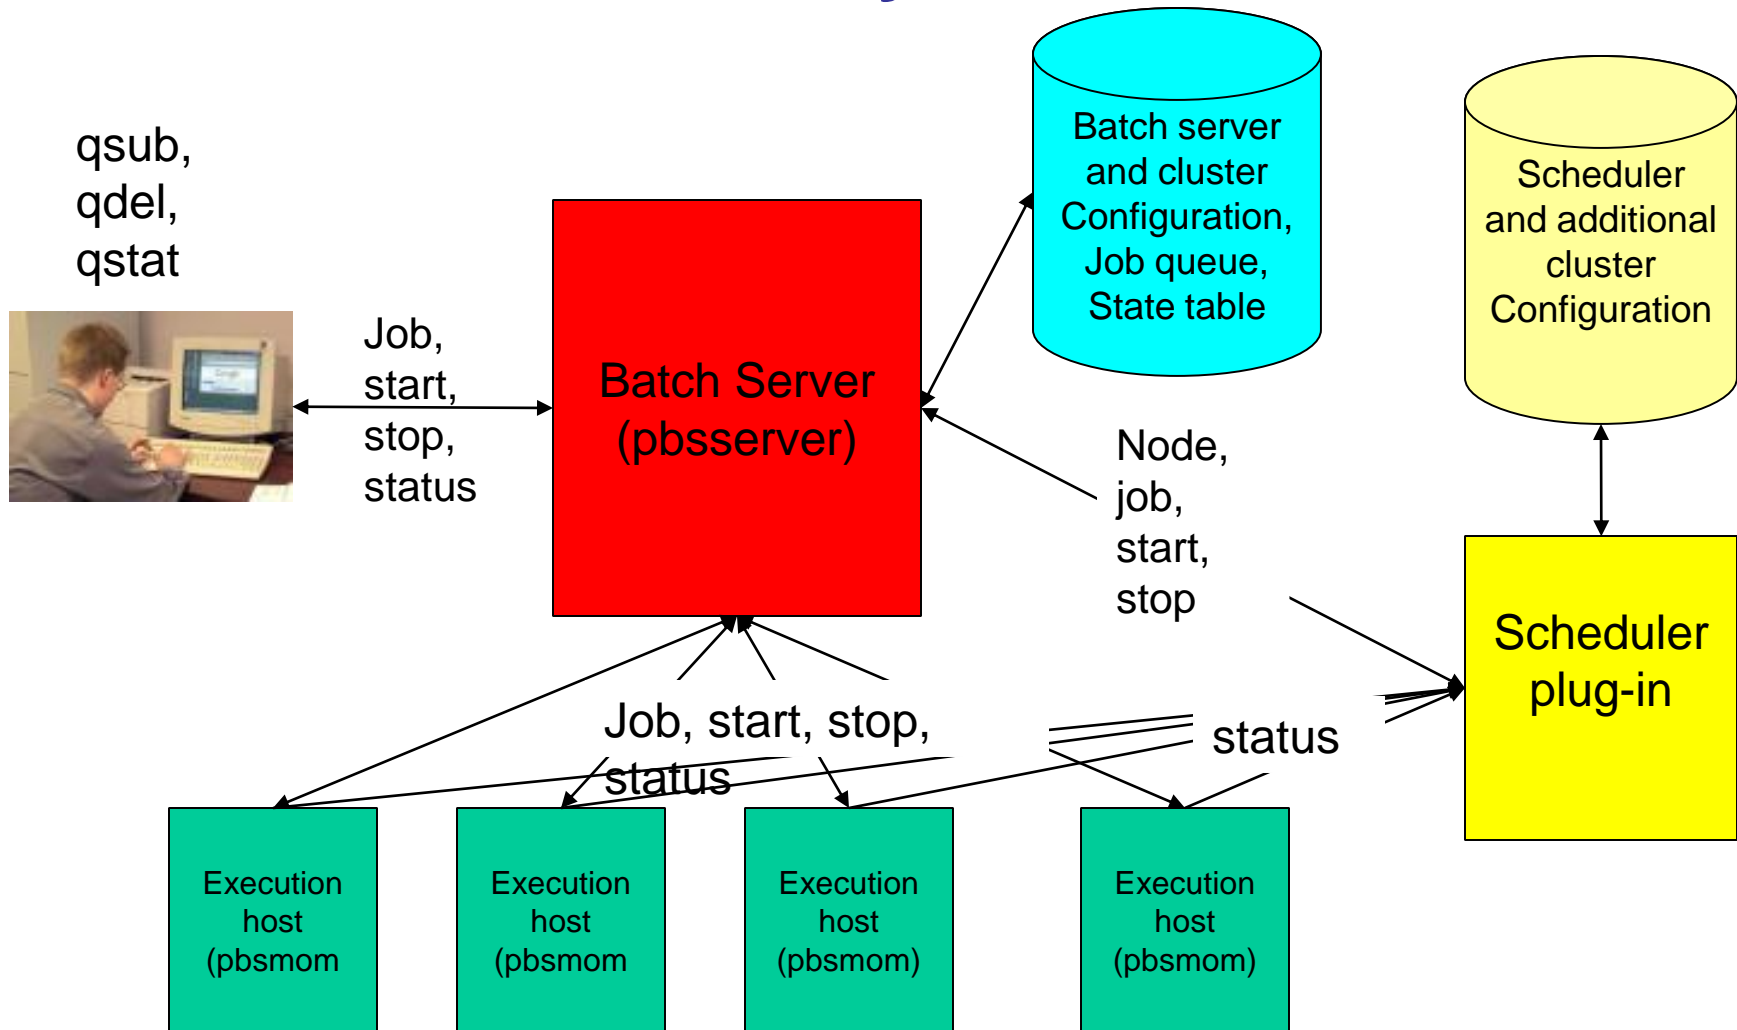 qsub,
qdel,
qstat
Job,
start,
stop,
status
Batch Server
(pbsserver)
Batch server
and cluster
Configuration,
Job queue,
State table
Scheduler
and additional
cluster
Configuration
Node,
job,
start,
stop
Scheduler
plug-in
Job, start, stop,
status
status
Execution
host
(pbsmom
Execution
host
(pbsmom
Execution
host
(pbsmom)
Execution
host
(pbsmom)